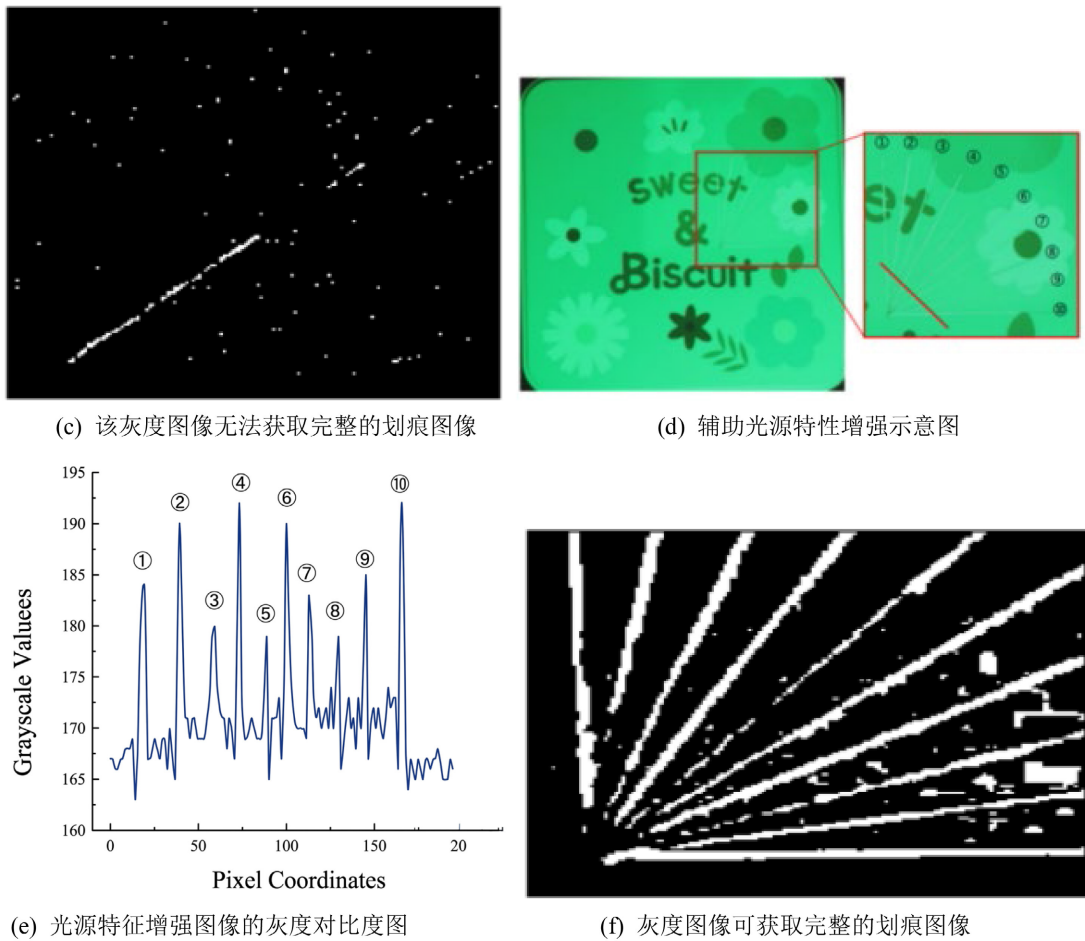 (c) 该灰度图像无法获取完整的划痕图像
sweet
&
Biscuit
et
① ② ③ ④ ⑤ ⑥ ⑦ ⑧ ⑨ ⑩
(d) 辅助光源特性增强示意图
Grayscale Valuees
195
190
185
180
175
170
165
160
① ② ③ ④ ⑤ ⑥ ⑦ ⑧ ⑨ ⑩
0 50 100 150 20
Pixel Coordinates
(e) 光源特征增强图像的灰度对比度图
(f) 灰度图像可获取完整的划痕图像